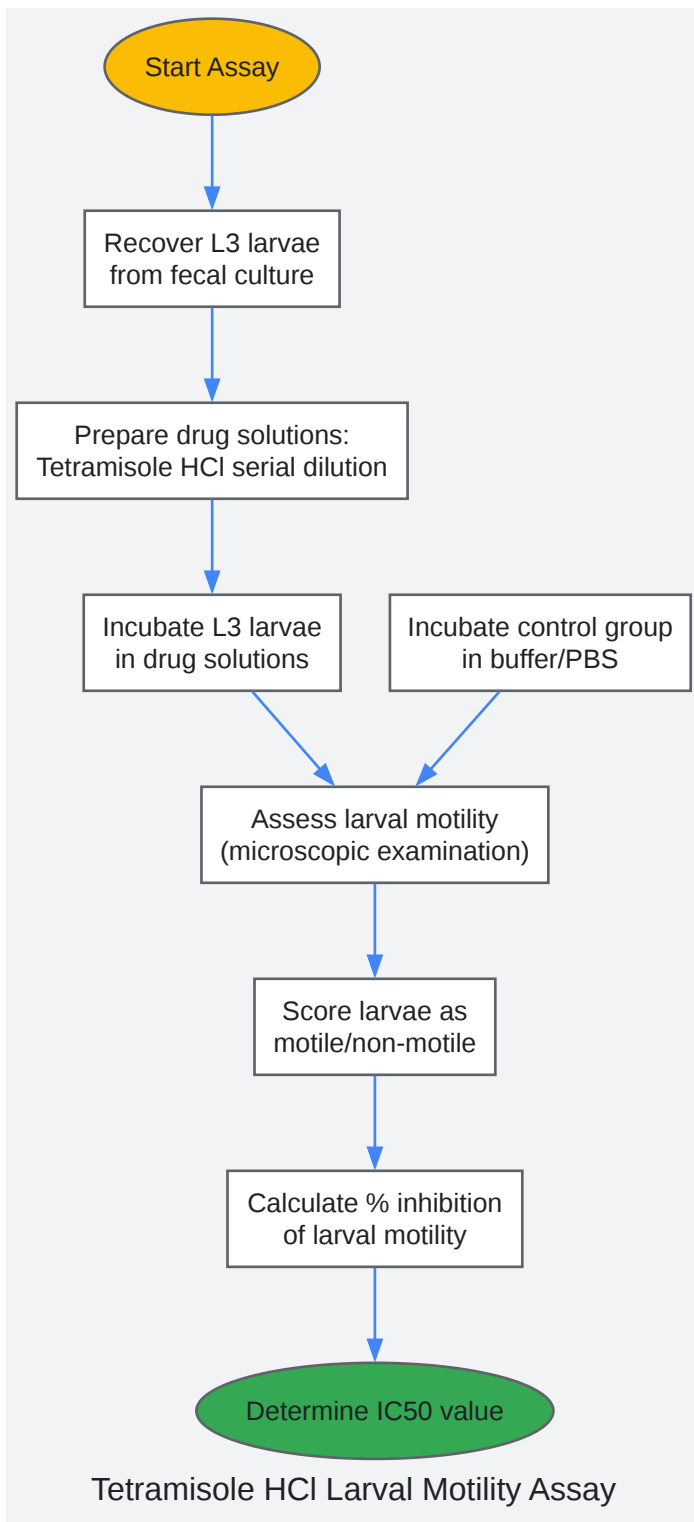 Start Assay
Recover L3 larvae
from fecal culture
Prepare drug solutions:
Tetramisole HCl serial dilution
Incubate L3 larvae
in drug solutions
Incubate control group
in buffer/PBS
Assess larval motility
(microscopic examination)
Score larvae as
motile/non-motile
Calculate % inhibition
of larval motility
Determine IC50 value
Tetramisole HCl Larval Motility Assay